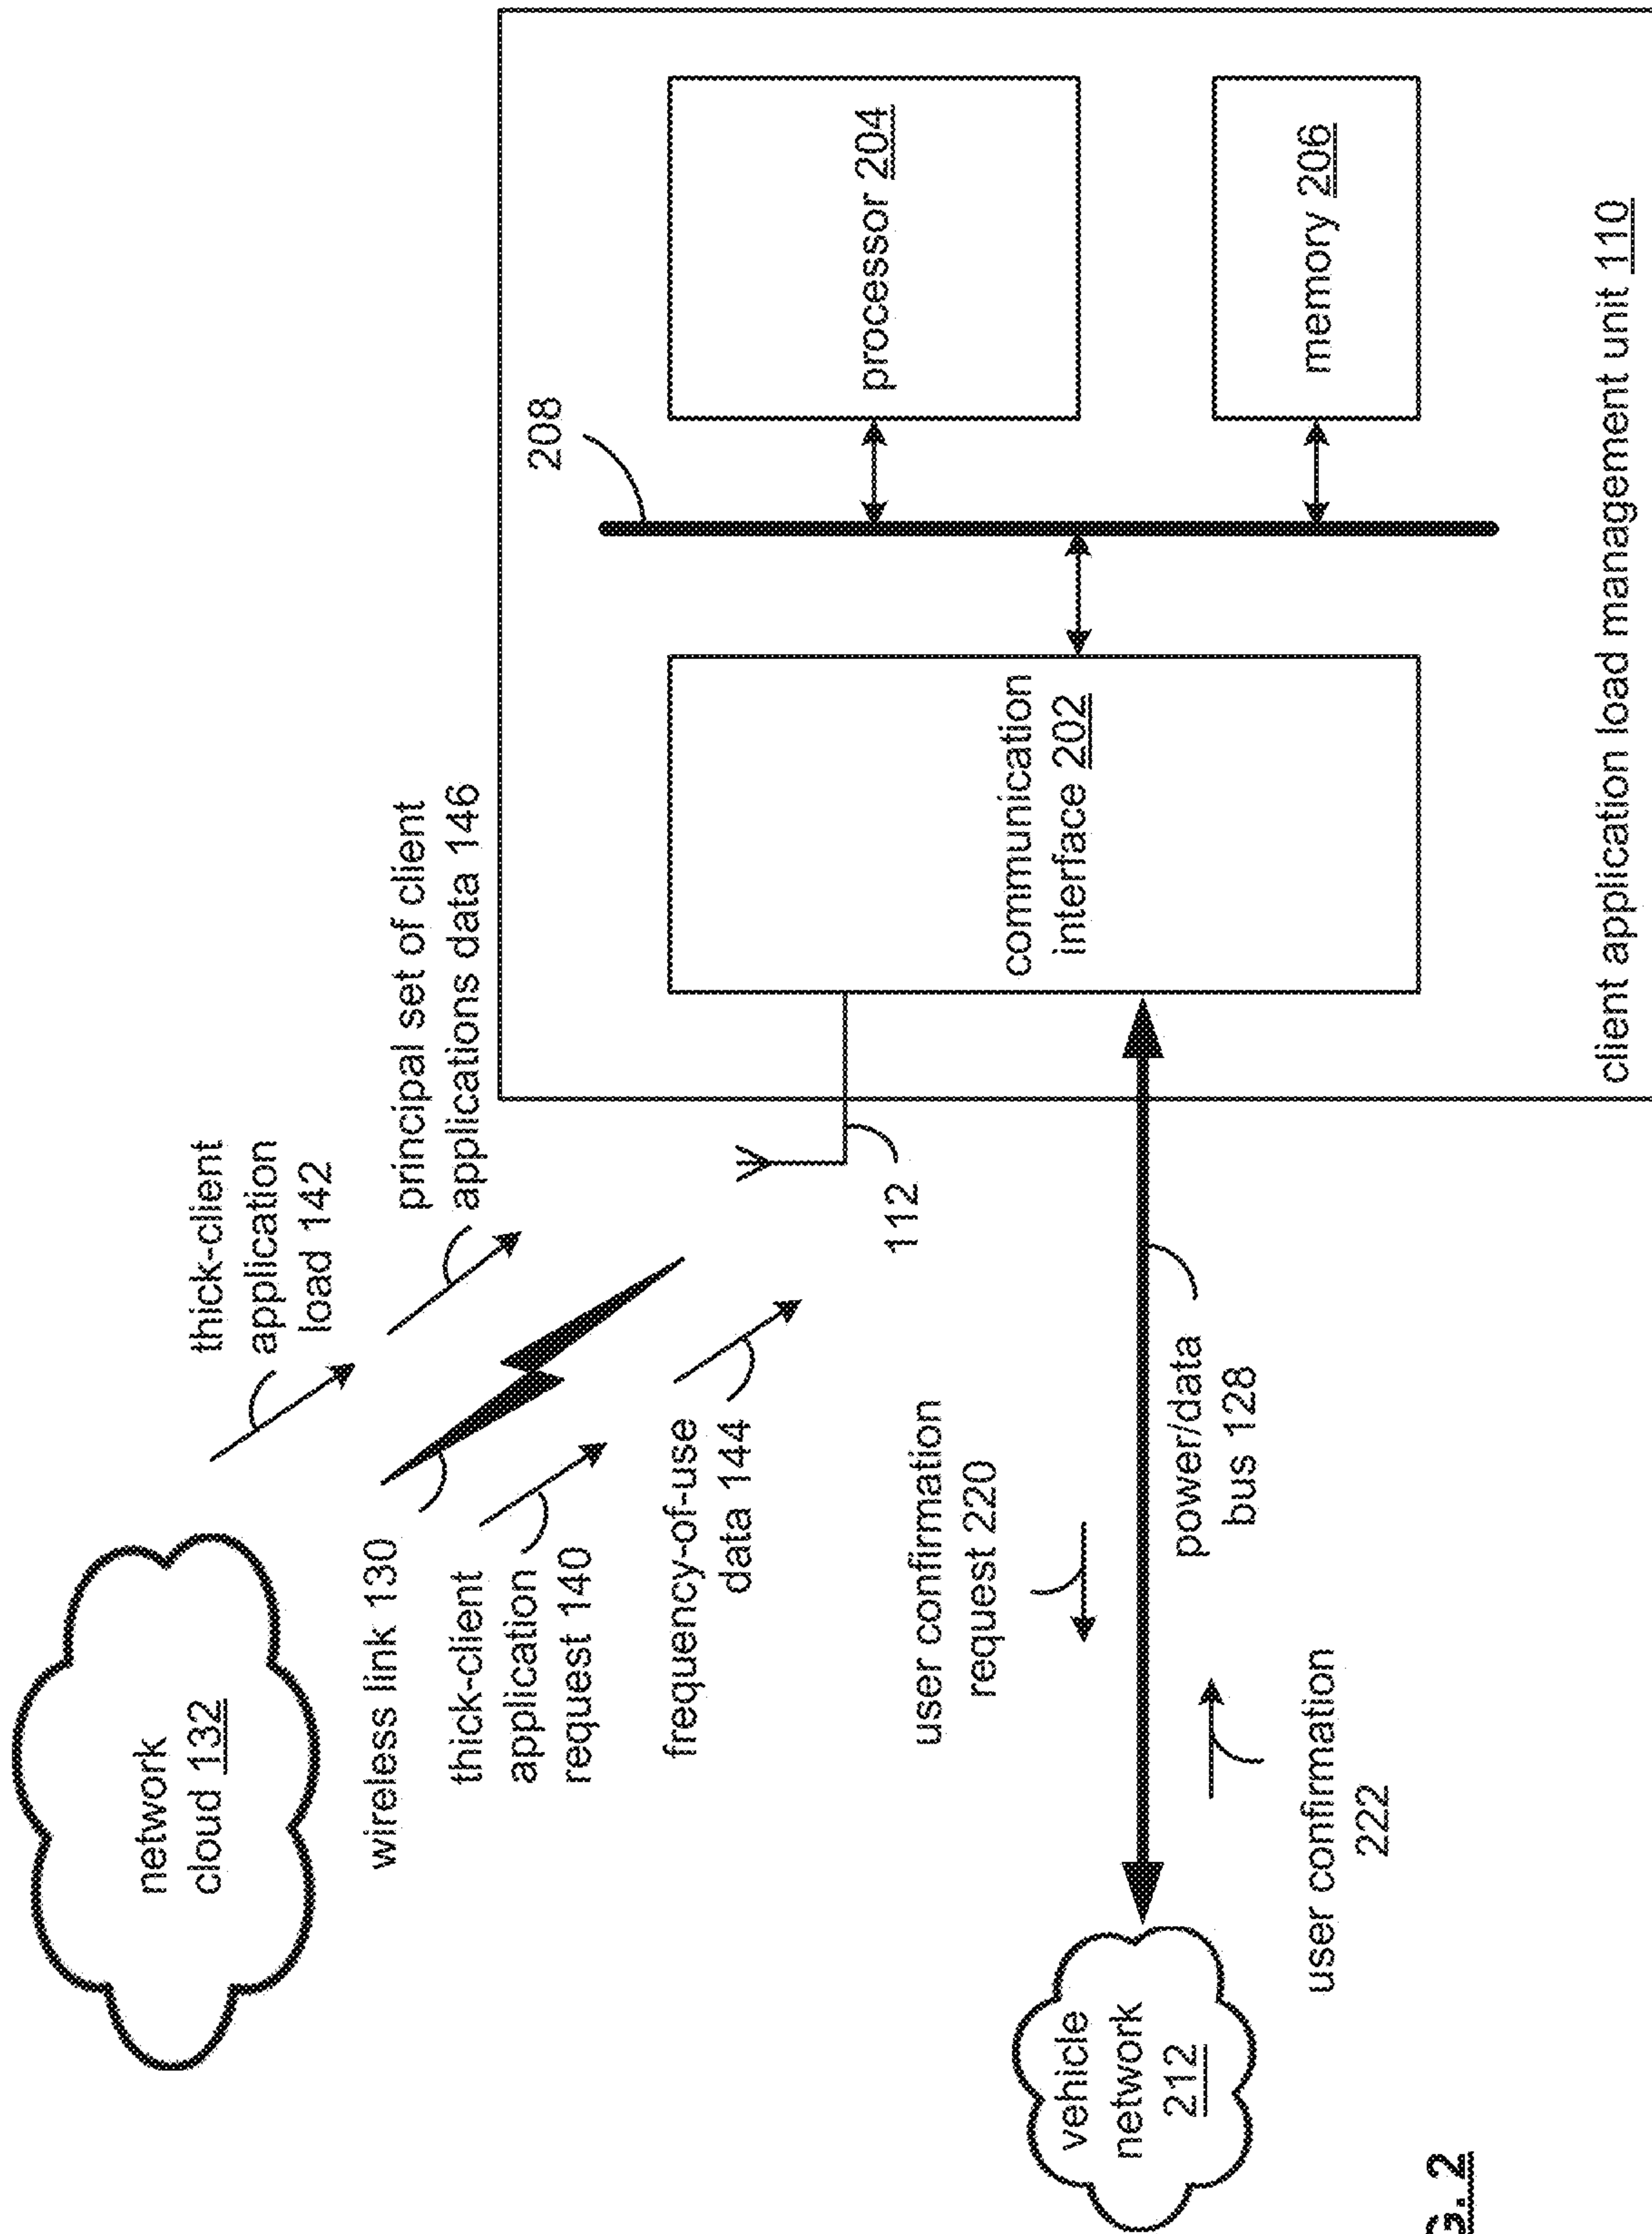 network
cloud 132
wireless link 130
thick-client
application
load 142
principal set of client
applications data 146
thick-client
application
request 140
frequency-of-use
data 144
112
208
processor 204
memory 206
communication
interface 202
user confirmation
request 220
power/data
bus 128
user confirmation
222
vehicle
network
212
client application load management unit 110
G. 2